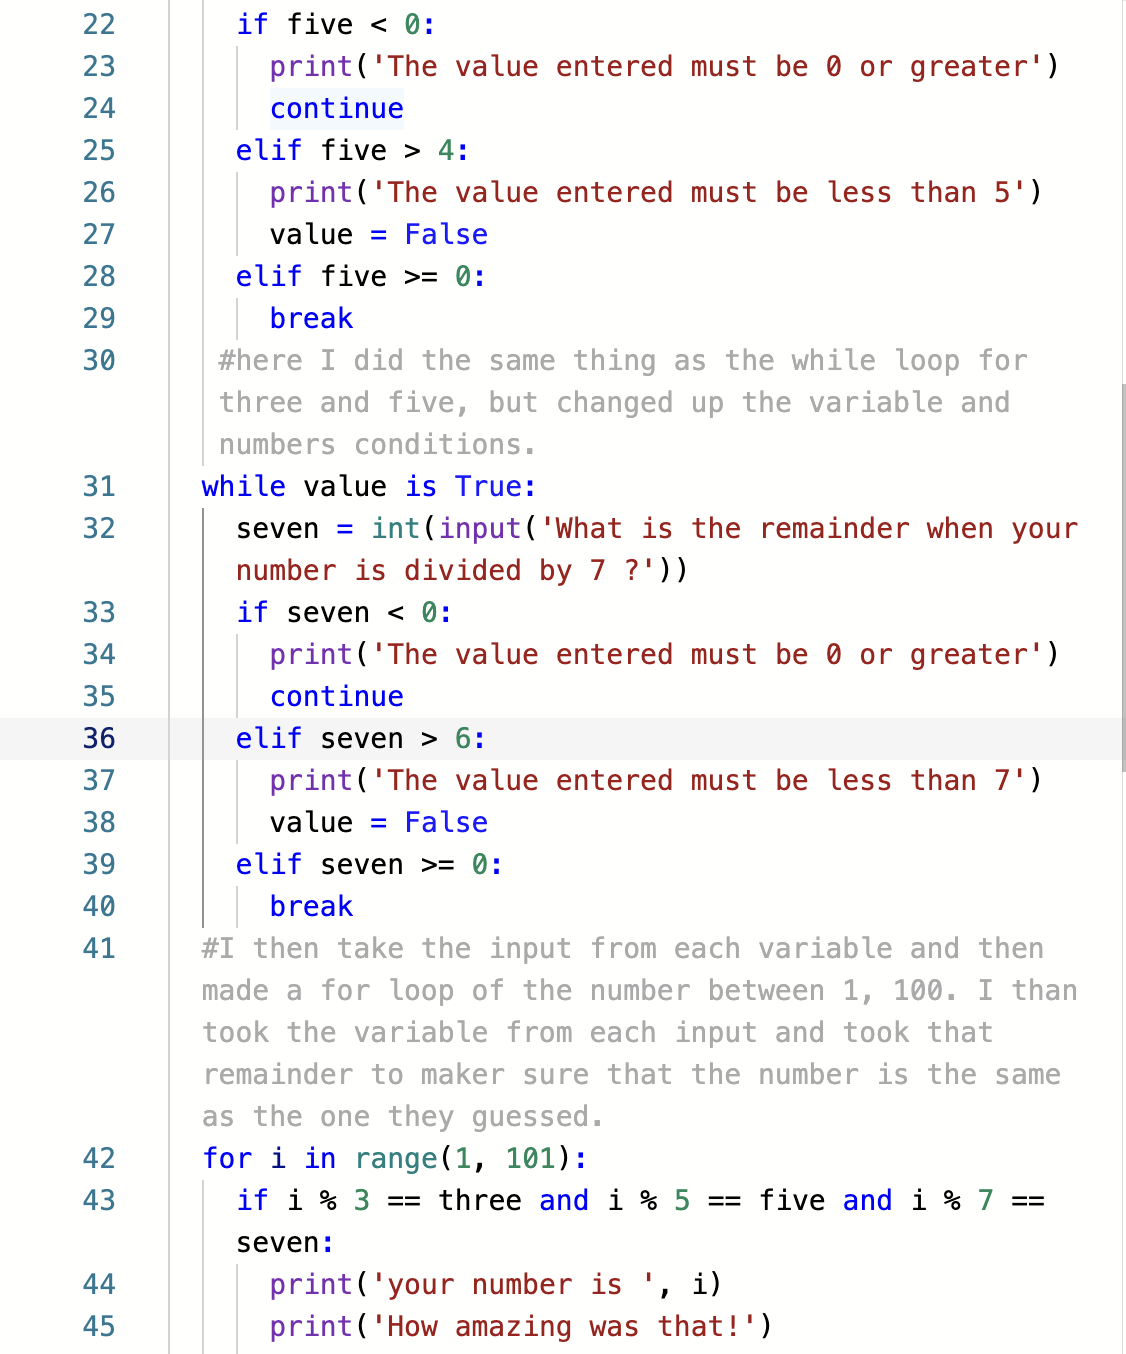 22 if five < 0:
23 print('The value entered must be 0 or greater')
24 continue
25 elif five > 4:
26 print('The value entered must be less than 5')
27 value = False
28 elif five >= 0:
29 break
30 #here I did the same thing as the while loop for
three and five, but changed up the variable and
numbers conditions.
31 while value is True:
32 seven = int(input('What is the remainder when your
number is divided by 7 ?'))
33 if seven < 0:
34 print('The value entered must be 0 or greater')
35 continue
36 elif seven > 6:
37 print('The value entered must be less than 7')
38 value = False
39 elif seven >= 0:
40 break
41 #I then take the input from each variable and then
made a for loop of the number between 1, 100. I than
took the variable from each input and took that
remainder to maker sure that the number is the same
as the one they guessed.
42 for i in range(1, 101):
43 if i % 3 == three and i % 5 == five and i % 7 ==
seven:
44 print('your number is ', i)
45 print('How amazing was that!')